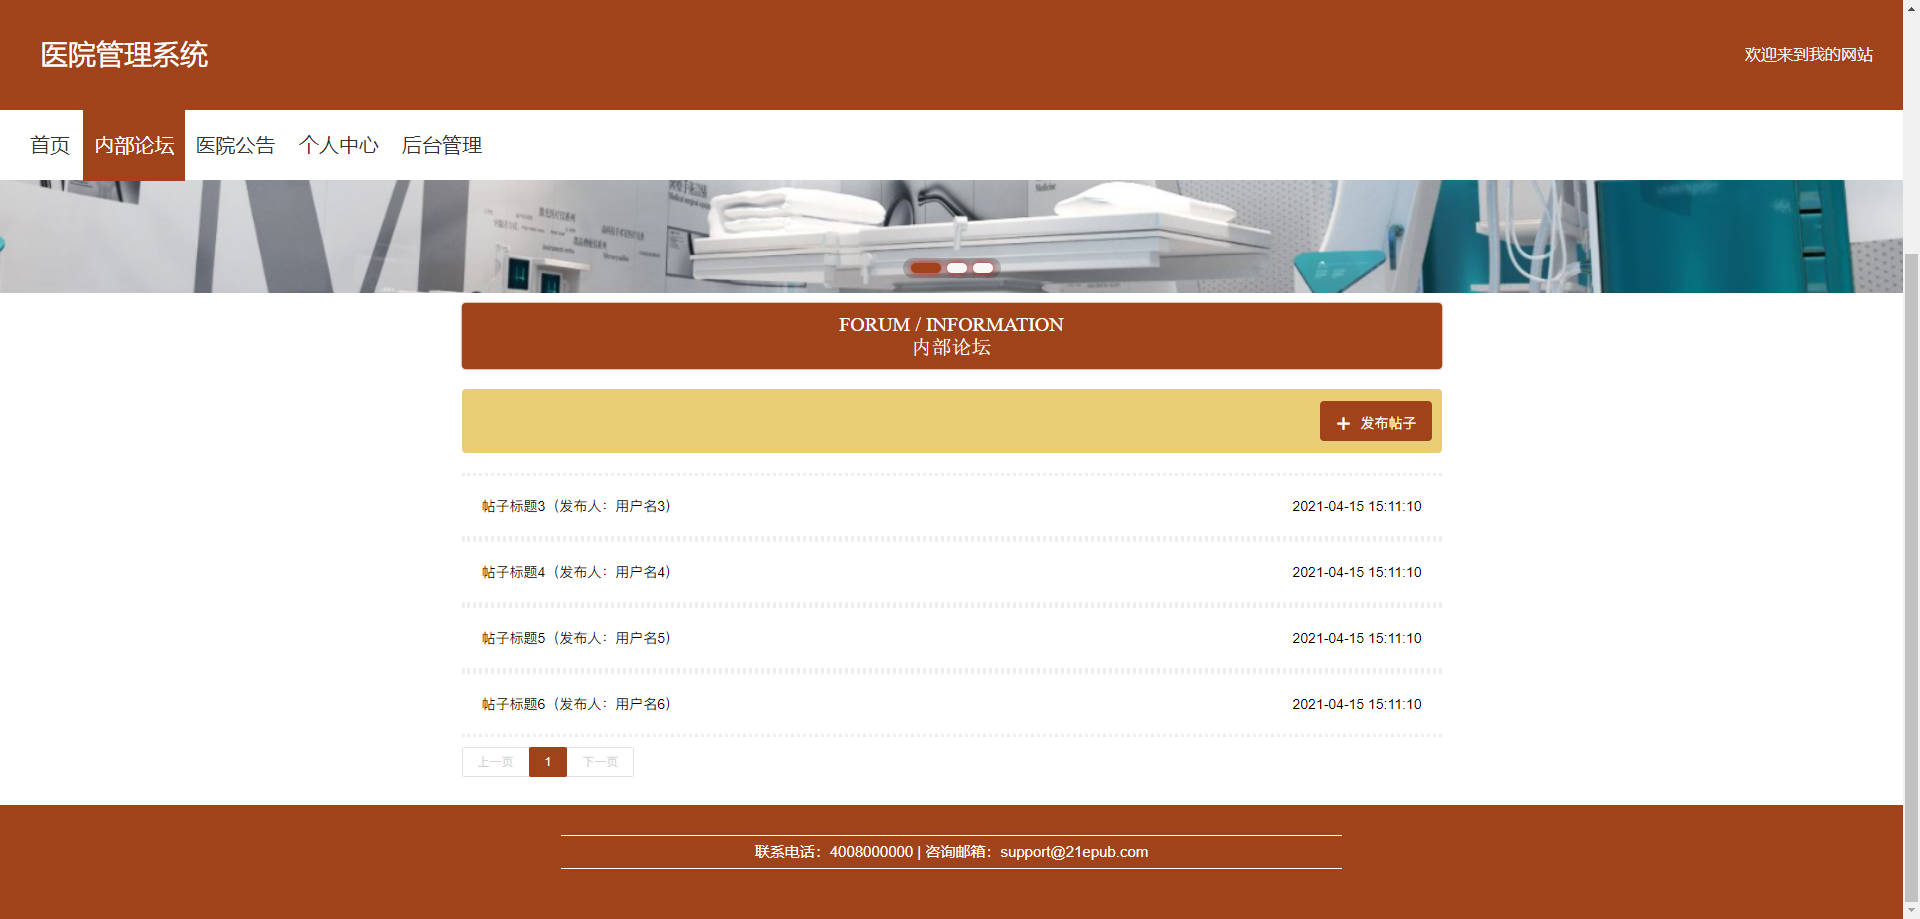 医院管理系统
欢迎来到我的网站
首页 内部论坛 医院公告 个人中心 后台管理
Medicine
FORUM / INFORMATION
内部论坛
+ 发布帖子
帖子标题3（发布人：用户名3） 2021-04-15 15:11:10
帖子标题4（发布人：用户名4） 2021-04-15 15:11:10
帖子标题5（发布人：用户名5） 2021-04-15 15:11:10
帖子标题6（发布人：用户名6） 2021-04-15 15:11:10
上一页 1 下一页
联系电话：4008000000 | 咨询邮箱：support@21epub.com